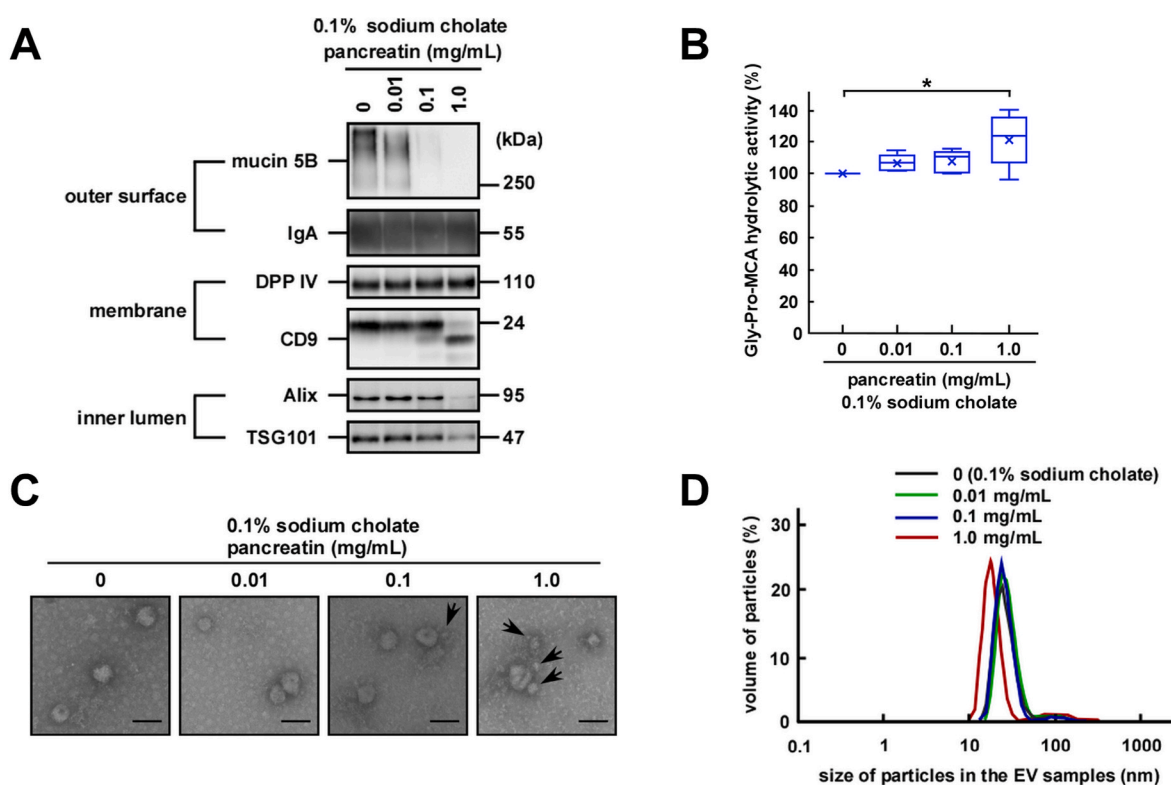 A
0.1% sodium cholate
pancreatin (mg/mL)
0 0.01 0.1 1.0
(kDa)
outer surface
mucin 5B
250
IgA
55
membrane
DPP IV
110
CD9
24
inner lumen
Alix
95
TSG101
47
B
Gly-Pro-MCA hydrolytic activity (%)
*
140
120
100
80
60
40
20
0
0 0.01 0.1 1.0
pancreatin (mg/mL)
0.1% sodium cholate
C
0.1% sodium cholate
pancreatin (mg/mL)
0 0.01 0.1 1.0
D
0 (0.1% sodium cholate)
0.01 mg/mL
0.1 mg/mL
1.0 mg/mL
volume of particles (%)
30
20
10
0
0.1 1 10 100 1000
size of particles in the EV samples (nm)